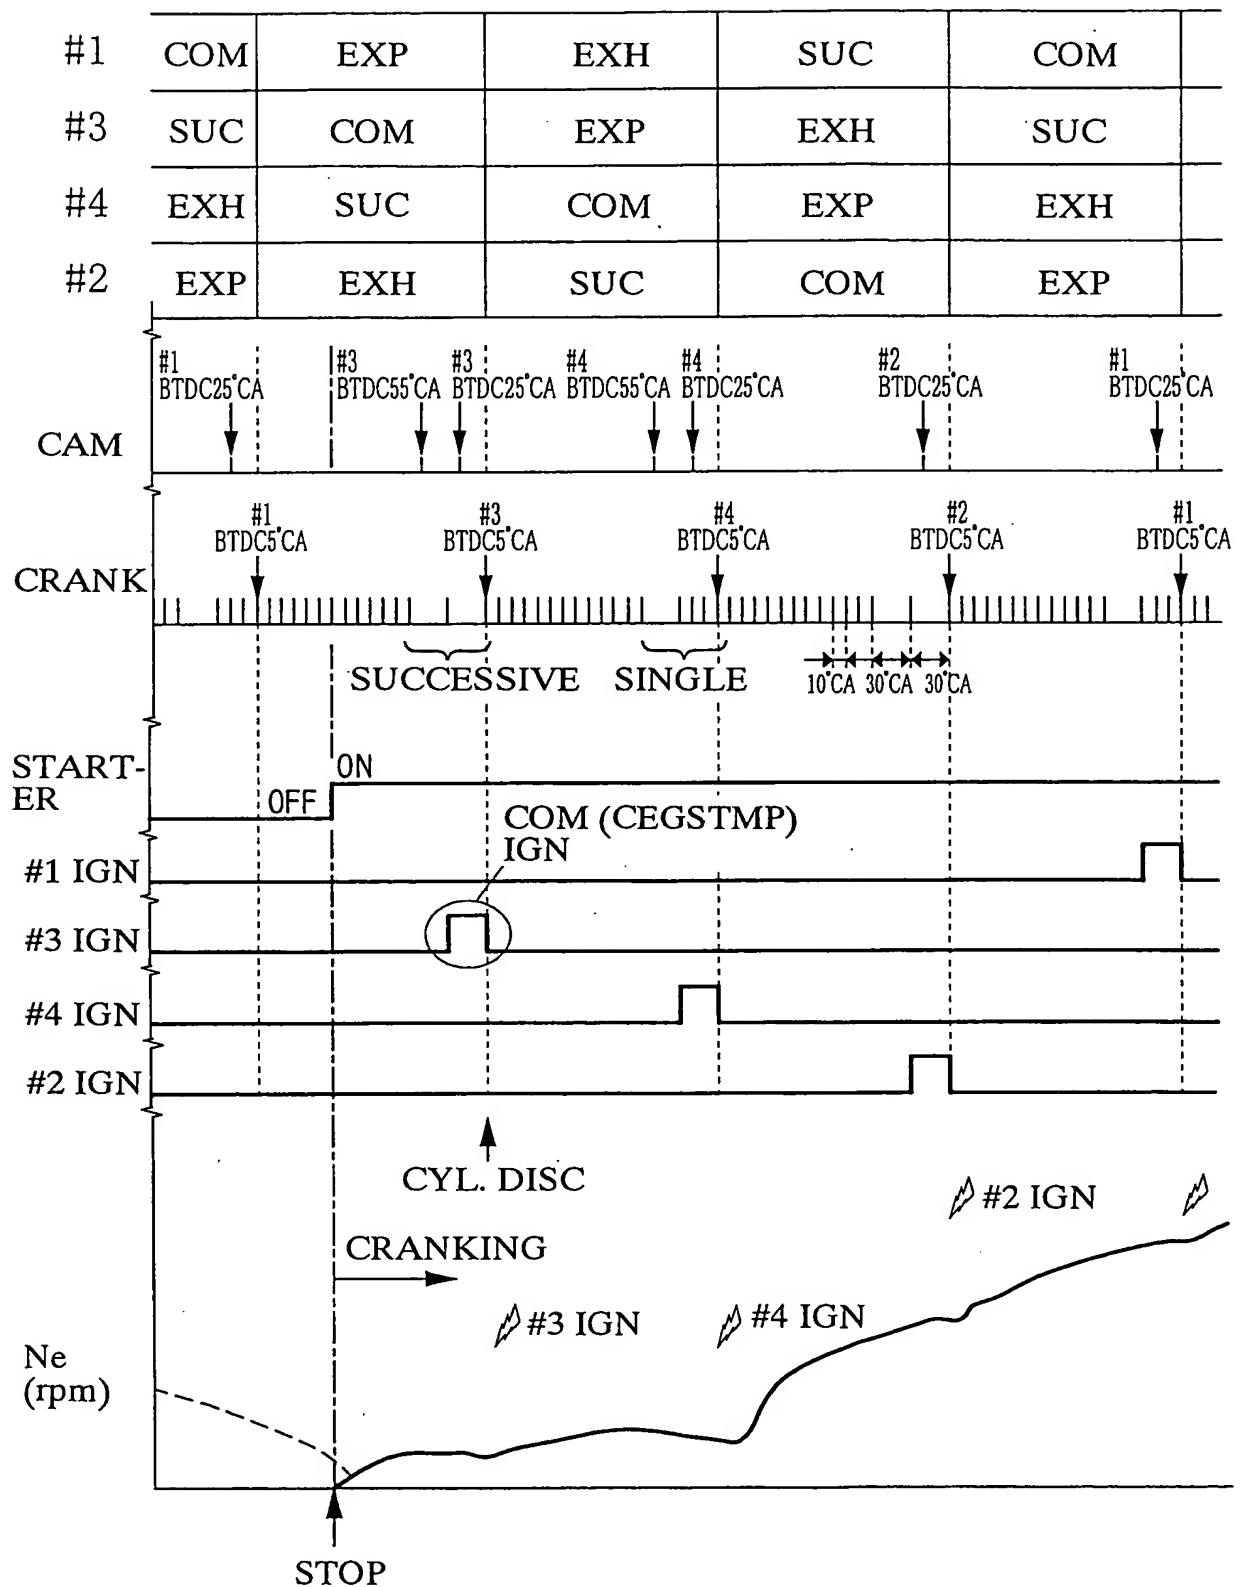 #1 COM EXP EXH SUC COM
#3 SUC COM EXP EXH SUC
#4 EXH SUC COM EXP EXH
#2 EXP EXH SUC COM EXP
#1 #3 #3 #4 #4 #2 #1
BTDC25°CA BTDC55°CA BTDC25°CA BTDC55°CA BTDC25°CA BTDC25°CA BTDC25°CA
CAM
#1 #3 #4 #2 #1
BTDC5°CA BTDC5°CA BTDC5°CA BTDC5°CA BTDC5°CA
CRANK
SUCCESSIVE SINGLE 10°CA 30°CA 30°CA
START-
ER
OFF ON
COM (CEGSTMP)
IGN
#1 IGN
#3 IGN
#4 IGN
#2 IGN
CYL. DISC
#2 IGN
CRANKING
#3 IGN #4 IGN
Ne
(rpm)
STOP